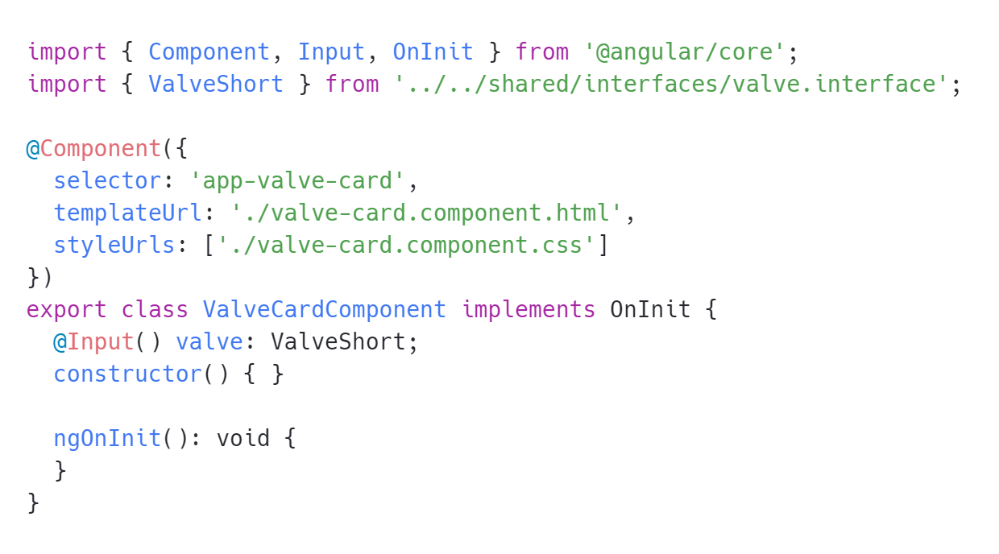 import { Component, Input, OnInit } from '@angular/core';
import { ValveShort } from '../../shared/interfaces/valve.interface';

@Component({
  selector: 'app-valve-card',
  templateUrl: './valve-card.component.html',
  styleUrls: ['./valve-card.component.css']
})
export class ValveCardComponent implements OnInit {
  @Input() valve: ValveShort;
  constructor() { }

  ngOnInit(): void {
  }
}